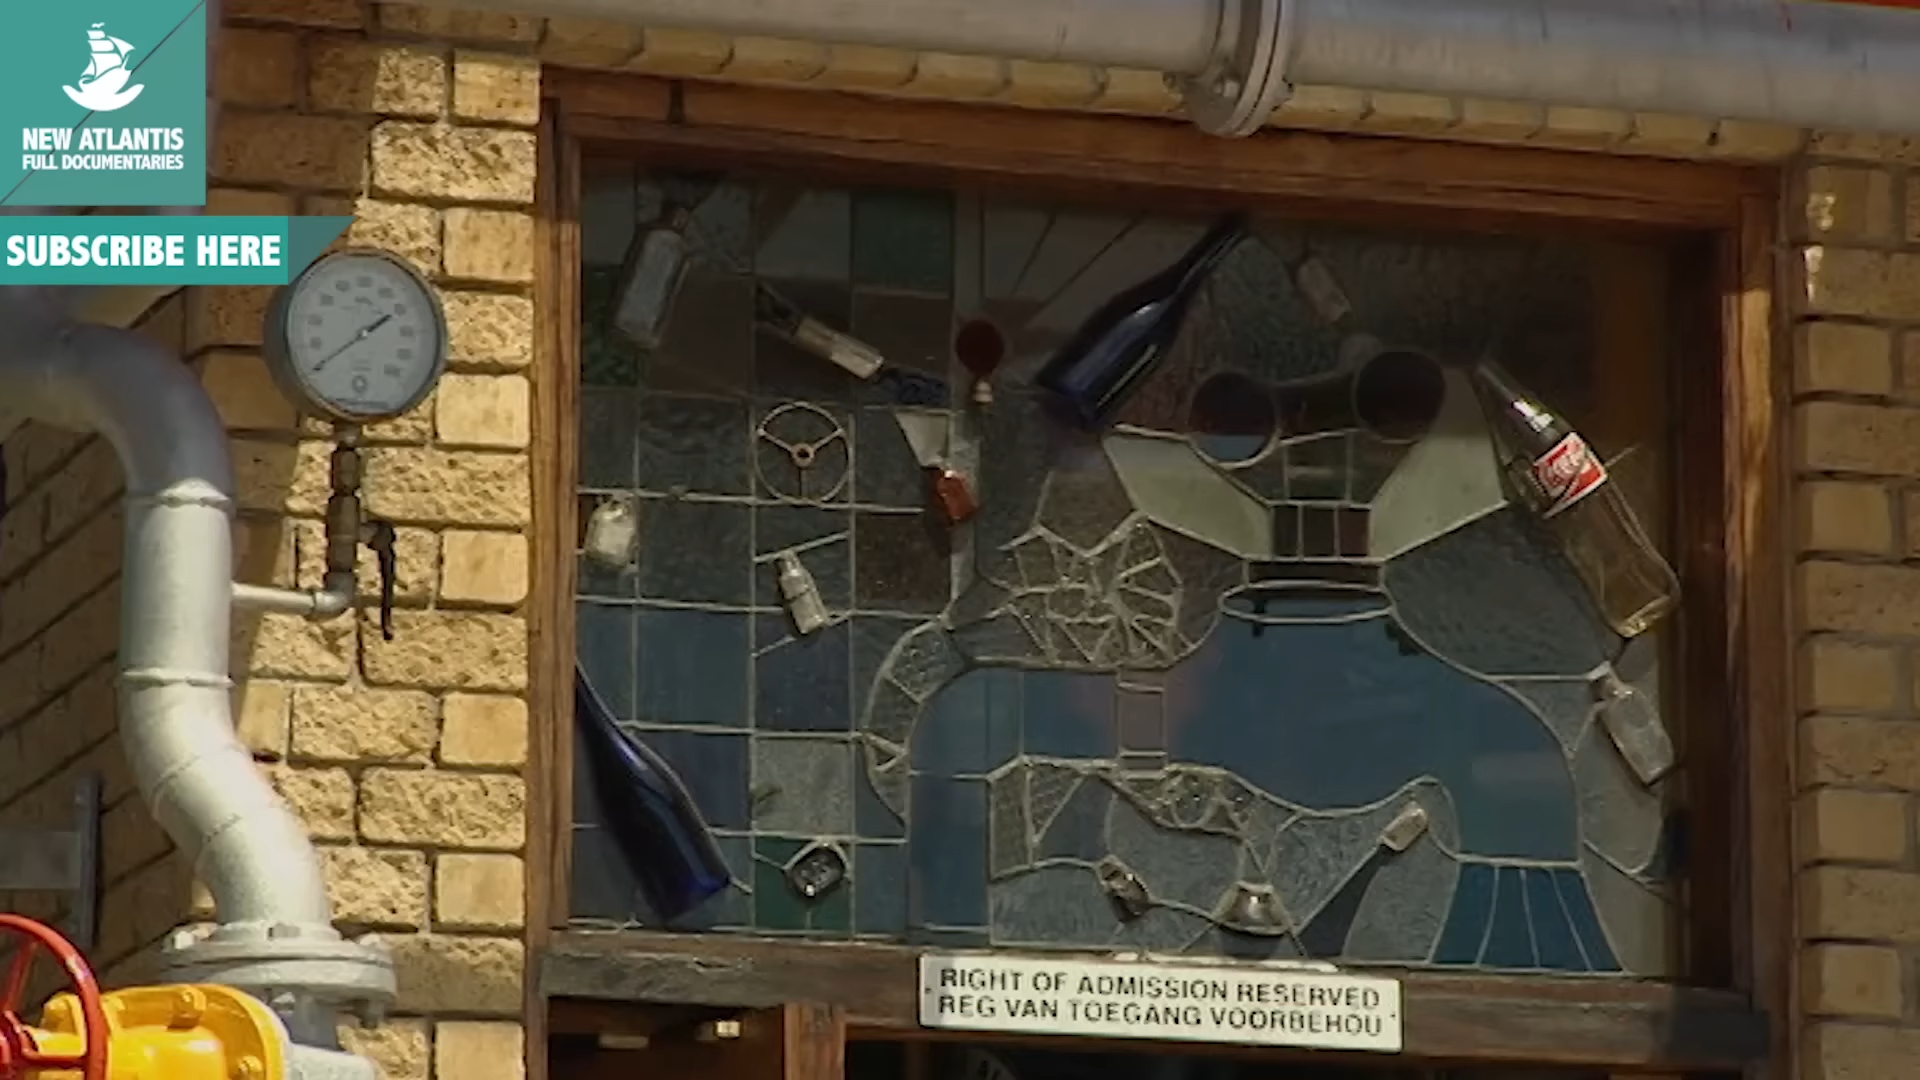 NEW ATLANTIS
FULL DOCUMENTARIES
SUBSCRIBE HERE
RIGHT OF ADMISSION RESERVED
REG VAN TOEGANG VOORBEHOU